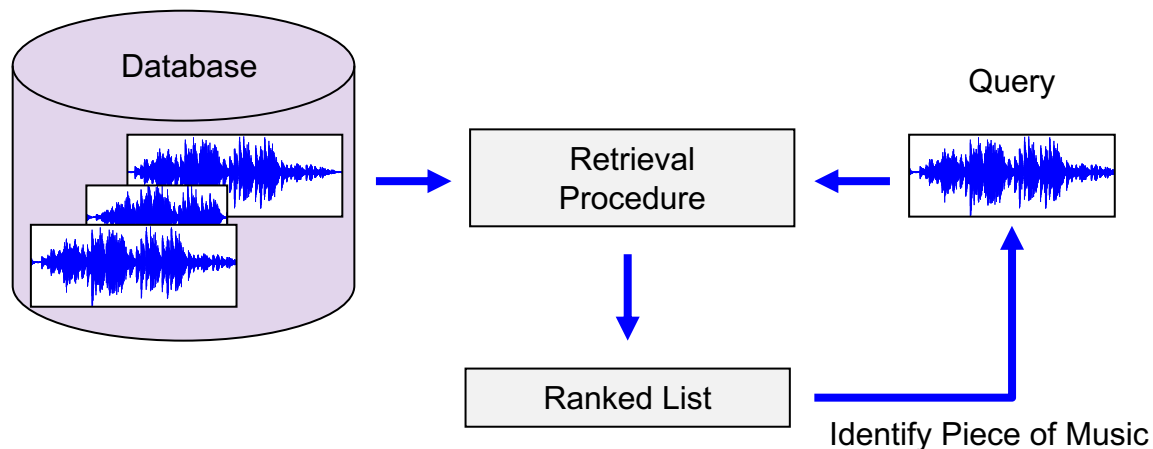 Database
Query
Retrieval
Procedure
Ranked List
Identify Piece of Music